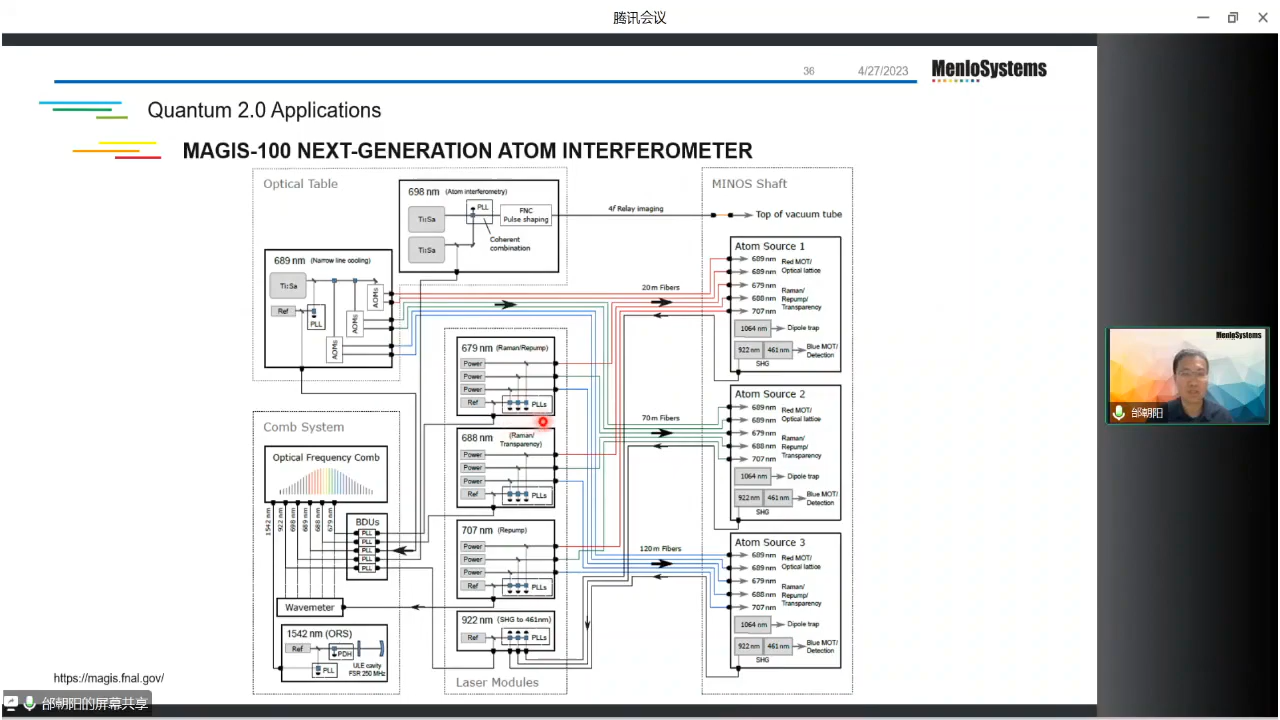 腾讯会议
36
4/27/2023
MenloSystems
Quantum 2.0 Applications
MAGIS-100 NEXT-GENERATION ATOM INTERFEROMETER
Optical Table
698 nm (Atom interferometry)
Ti:Sa
Ti:Sa
PLL
FNC
Pulse shaping
Coherent
combination
4f Relay imaging
689 nm (Narrow line cooling)
Ti:Sa
Ref
PLL
AOMs
AOMs
AOMs
20m Fibers
70m Fibers
120m Fibers
679 nm (Raman/Repump)
Power
Power
Power
Ref
PLLs
688 nm (Raman/
Transparency)
Power
Power
Power
Ref
PLLs
707 nm (Repump)
Power
Power
Power
Ref
PLLs
922 nm (SHG to 461nm)
Ref
PLLs
Laser Modules
Comb System
Optical Frequency Comb
1542 nm
922 nm
698 nm
689 nm
688 nm
679 nm
BDUs
PLL
PLL
PLL
PLL
PLL
Wavemeter
1542 nm (ORS)
Ref
PDH
PLL
ULE cavity
FSR 250 MHz
MINOS Shaft
Top of vacuum tube
Atom Source 1
689 nm
689 nm
679 nm
688 nm
707 nm
Red MOT/
Optical lattice
Raman/
Repump/
Transparency
1064 nm
Dipole trap
922 nm
461 nm
Blue MOT/
Detection
SHG
Atom Source 2
689 nm
689 nm
679 nm
688 nm
707 nm
Red MOT/
Optical lattice
Raman/
Repump/
Transparency
1064 nm
Dipole trap
922 nm
461 nm
Blue MOT/
Detection
SHG
Atom Source 3
689 nm
689 nm
679 nm
688 nm
707 nm
Red MOT/
Optical lattice
Raman/
Repump/
Transparency
1064 nm
Dipole trap
922 nm
461 nm
Blue MOT/
Detection
SHG
https://magis.fnal.gov/
邰朝阳的屏幕共享
MenloSystems
邰朝阳